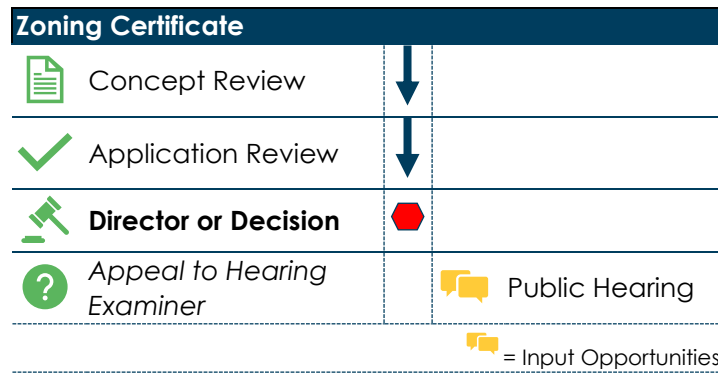 Zoning Certificate
Concept Review
Application Review
Director or Decision
Appeal to Hearing
Examiner
Public Hearing
= Input Opportunities